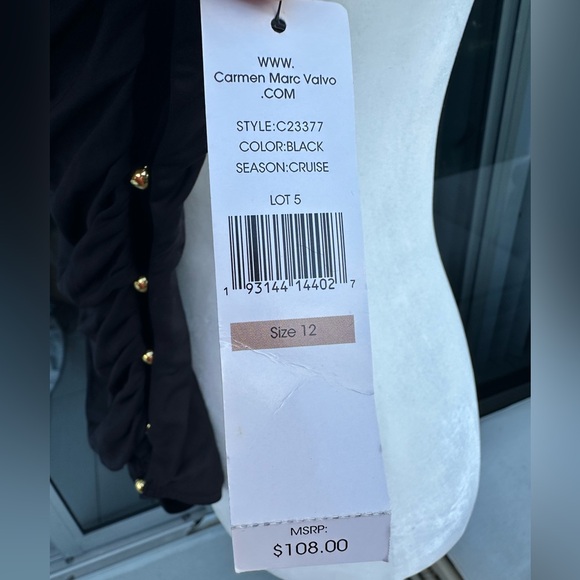 WWW.
Carmen Marc Valvo
.COM
STYLE:C23377
COLOR:BLACK
SEASON:CRUISE
LOT 5
1 93144 14402 7
Size 12
MSRP:
$108.00